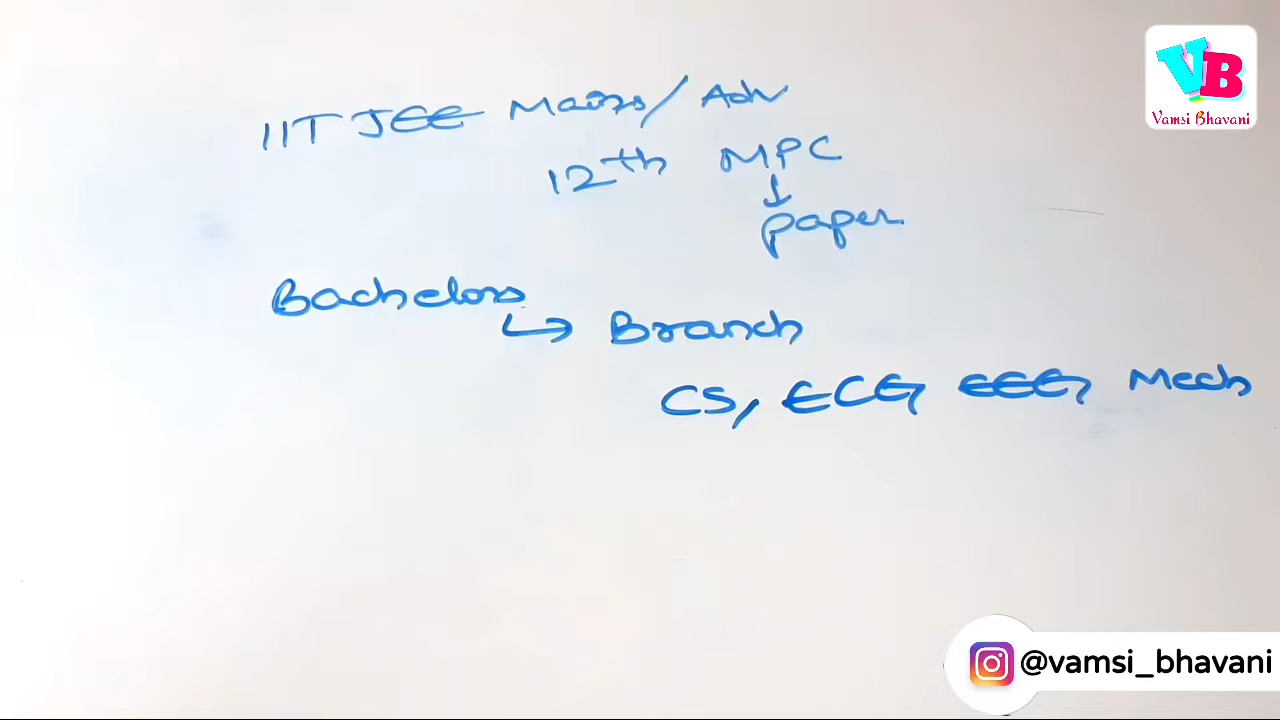 VB
Vamsi Bhavani
IIT JEE Mains/Adv
12th MPC
↓
paper
Bachelors
↳ Branch
CS, ECE, EEE, Mech
@vamsi_bhavani